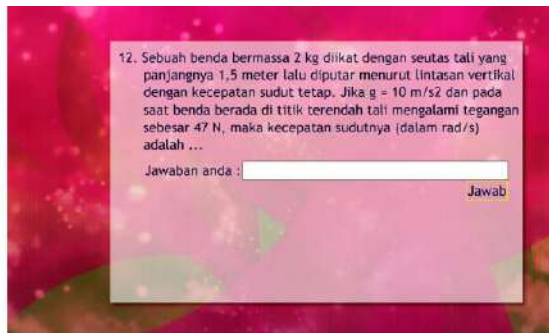 12. Sebuah benda bermassa 2 kg diikat dengan seutas tali yang
panjangnya 1,5 meter lalu diputar menurut lintasan vertikal
dengan kecepatan sudut tetap. Jika g = 10 m/s2 dan pada
saat benda berada di titik terendah tali mengalami tegangan
sebesar 47 N, maka kecepatan sudutnya (dalam rad/s)
adalah ...
Jawaban anda :
Jawab